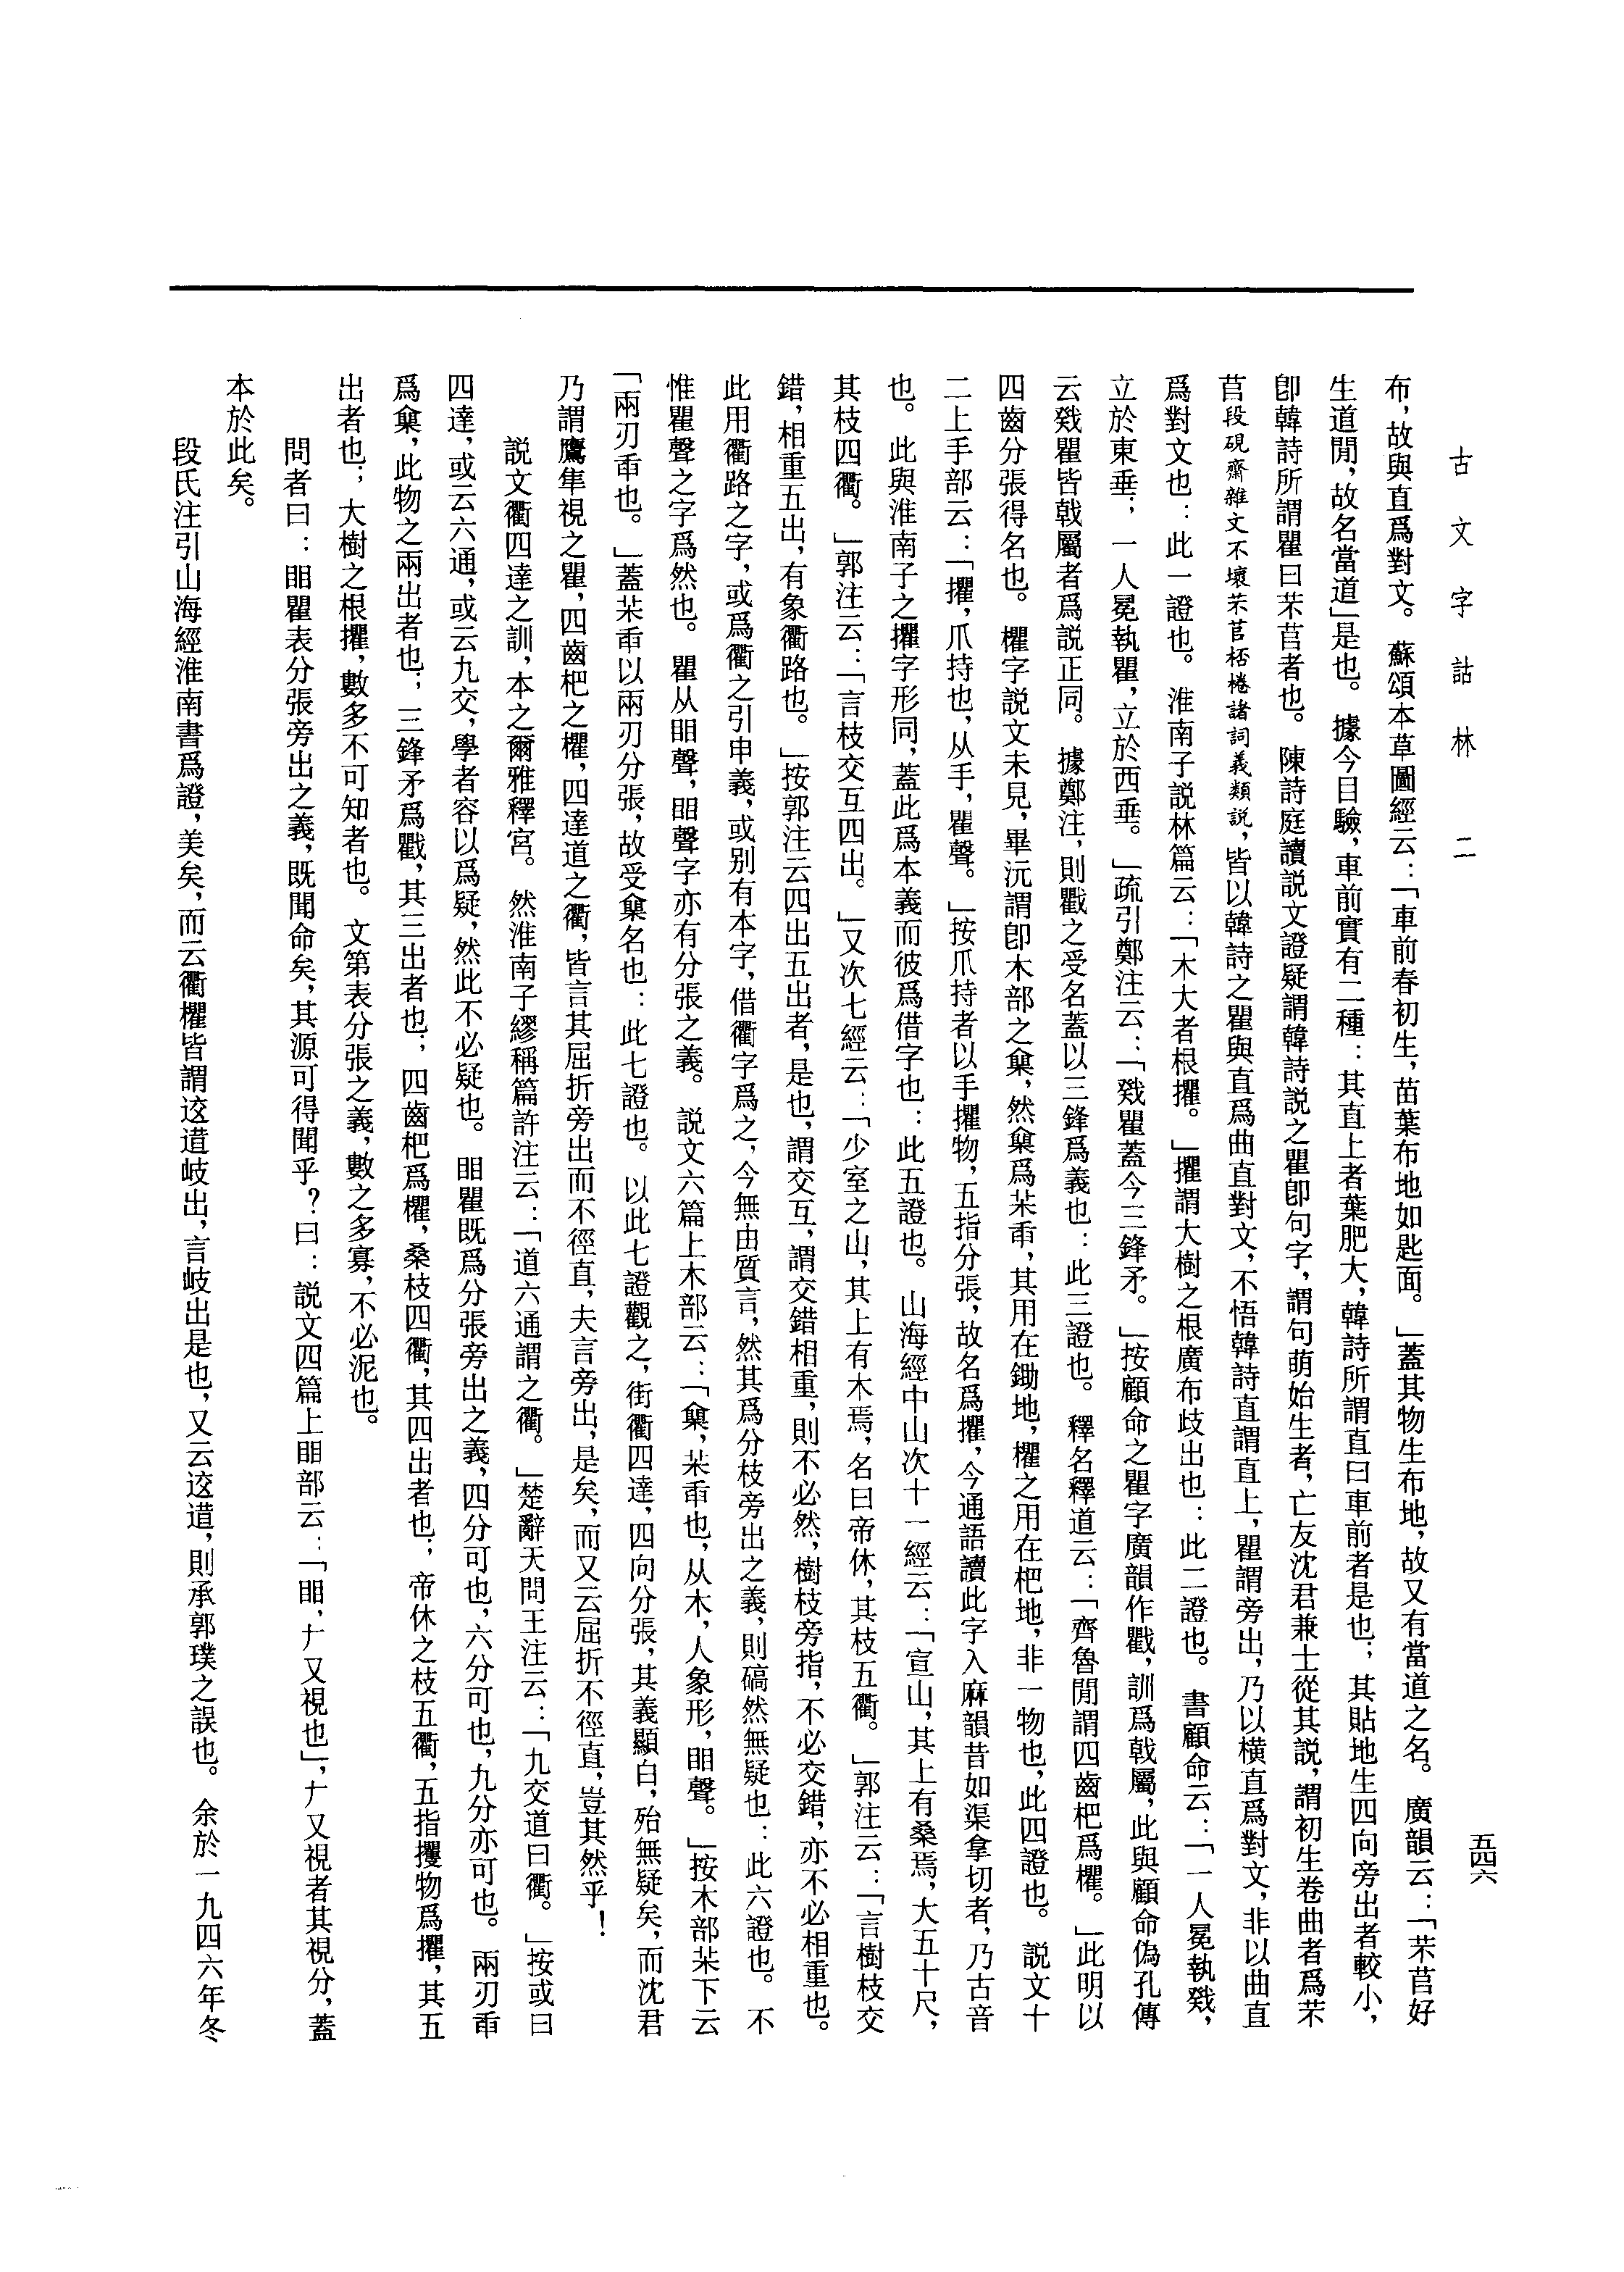 古文字詁林　二
五四六
布，故與直爲對文。蘇頌本草圖經云：「車前春初生，苗葉布地如匙面。」蓋其物生布地，故又有當道之名。廣韻云：「芣苢好
生道閒，故名當道」是也。據今目驗，車前實有二種：其直上者葉肥大，韓詩所謂直曰車前者是也；其貼地生四向旁出者較小，
卽韓詩所謂瞿曰芣苢者也。陳詩庭讀説文證疑謂韓詩説之瞿卽句字，謂句萌始生者，亡友沈君兼士從其説，謂初生卷曲者爲芣
苢段硯齋雜文不壞芣苢桮棬諸詞義類説，皆以韓詩之瞿與直爲曲直對文，不悟韓詩直謂直上，瞿謂旁出，乃以横直爲對文，非以曲直
爲對文也：此一證也。淮南子説林篇云：「木大者根欋。」欋謂大樹之根廣布歧出也：此二證也。書顧命云：「一人冕執戣，
立於東垂；一人冕執瞿，立於西垂。」疏引鄭注云：「戣瞿蓋今三鋒矛。」按顧命之瞿字廣韻作戵，訓爲戟屬，此與顧命偽孔傳
云戣瞿皆戟屬者爲説正同。據鄭注，則戵之受名蓋以三鋒爲義也：此三證也。釋名釋道云：「齊魯閒謂四齒杷爲欋。」此明以
四齒分張得名也。欋字説文未見，畢沅謂卽木部之㭒，然㭒爲枼臿，其用在鋤地，欋之用在杷地，非一物也，此四證也。説文十
二上手部云：「攫，爪持也，从手，瞿聲。」按爪持者以手攫物，五指分張，故名爲攫，今通語讀此字入麻韻昔如渠拿切者，乃古音
也。此與淮南子之欋字形同，蓋此爲本義而彼爲借字也：此五證也。山海經中山次十一經云：「宣山，其上有桑焉，大五十尺，
其枝四衢。」郭注云：「言枝交互四出。」又次七經云：「少室之山，其上有木焉，名曰帝休，其枝五衢。」郭注云：「言樹枝交
錯，相重五出，有象衢路也。」按郭注云四出五出者，是也，謂交互，謂交錯相重，則不必然，樹枝旁指，不必交錯，亦不必相重也。
此用衢路之字，或爲衢之引申義，或别有本字，借衢字爲之，今無由質言，然其爲分枝旁出之義，則碻然無疑也：此六證也。不
惟瞿聲之字爲然也。瞿从䀠聲，䀠聲字亦有分張之義。説文六篇上木部云：「㭒，枼臿也，从木，人象形，䀠聲。」按木部枼下云
「兩刃臿也。」蓋枼臿以兩刃分張，故受㭒名也：此七證也。以此七證觀之，街衢四達，四向分張，其義顯白，殆無疑矣，而沈君
乃謂鷹隼視之瞿，四齒杷之欋，四達道之衢，皆言其屈折旁出而不徑直，夫言旁出，是矣，而又云屈折不徑直，豈其然乎！
説文衢四達之訓，本之爾雅釋宮。然淮南子繆稱篇許注云：「道六通謂之衢。」楚辭天問王注云：「九交道曰衢。」按或曰
四達，或云六通，或云九交，學者容以爲疑，然此不必疑也。䀠瞿既爲分張旁出之義，四分可也，六分可也，九分亦可也。兩刃臿
爲㭒，此物之兩出者也；三鋒矛爲戵，其三出者也；四齒杷爲欋，桑枝四衢，其四出者也；帝休之枝五衢，五指攫物爲攫，其五
出者也；大樹之根欋，數多不可知者也。文第表分張之義，數之多寡，不必泥也。
問者曰：䀠瞿表分張旁出之義，既聞命矣，其源可得聞乎？曰：説文四篇上䀠部云：「䀠，𠂇又視也」，𠂇又視者其視分，蓋
本於此矣。
段氏注引山海經淮南書爲證，美矣，而云衢欋皆謂䢒逪岐出，言岐出是也，又云䢒逪，則承郭璞之誤也。余於一九四六年冬